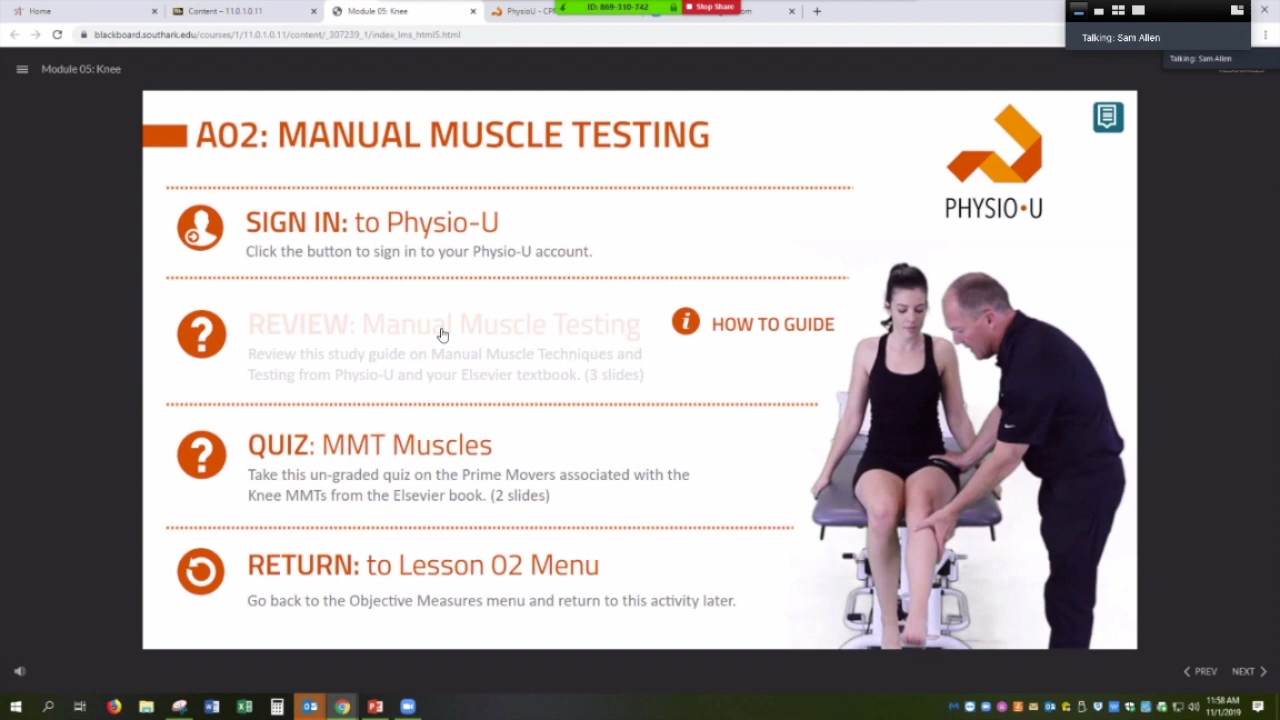 Home
Content – 11.0.1.0.11
Module 05: Knee
PhysioU - CP
ID: 869-310-742
Stop Share
blackboard.southark.edu/courses/1/11.0.1.0.11/content/_307239_1/index_lms_html5.html
Talking: Sam Allen
Talking: Sam Allen
Module 05: Knee
A02: MANUAL MUSCLE TESTING
PHYSIO•U
SIGN IN: to Physio-U
Click the button to sign in to your Physio-U account.
REVIEW: Manual Muscle Testing
HOW TO GUIDE
Review this study guide on Manual Muscle Techniques and
Testing from Physio-U and your Elsevier textbook. (3 slides)
QUIZ: MMT Muscles
Take this un-graded quiz on the Prime Movers associated with the
Knee MMTs from the Elsevier book. (2 slides)
RETURN: to Lesson 02 Menu
Go back to the Objective Measures menu and return to this activity later.
PREV
NEXT
11:58 AM
11/1/2019